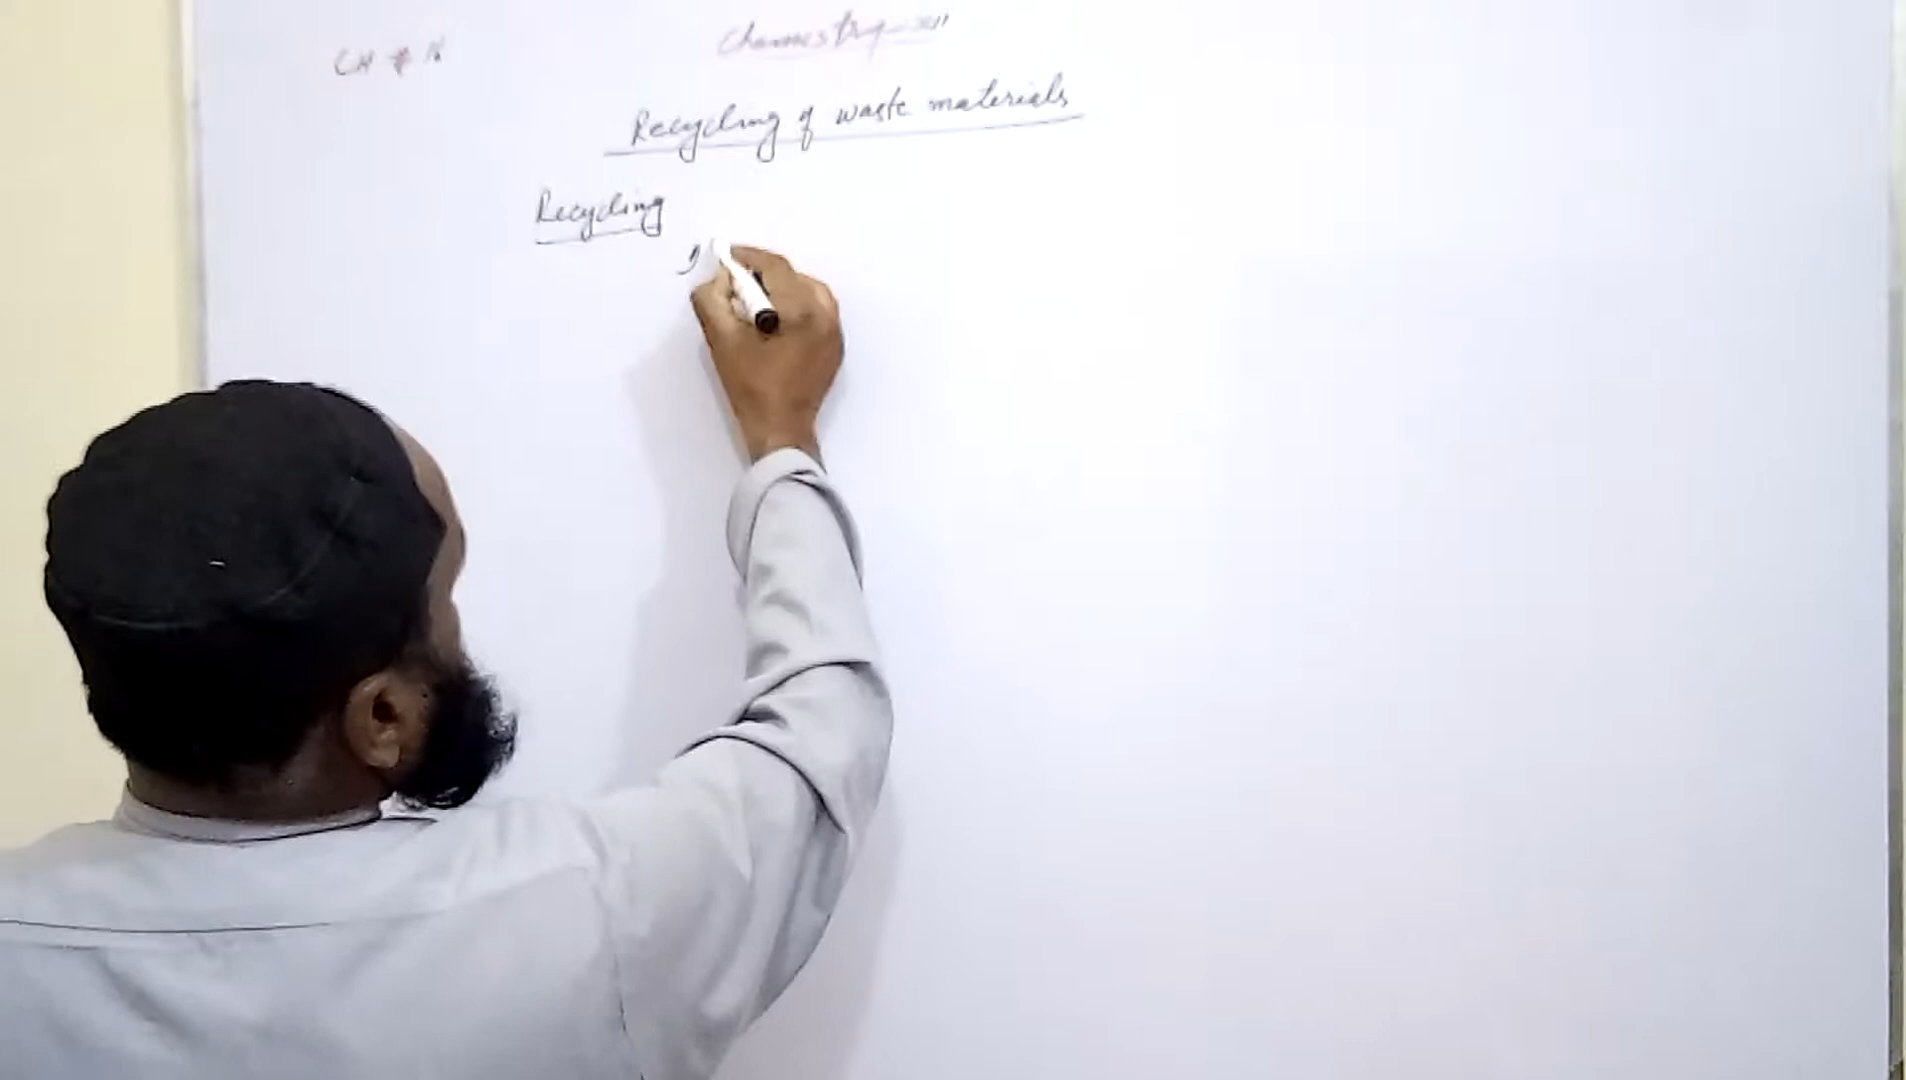 CH # 16
Chemistry-XII
Recycling of waste materials
Recycling